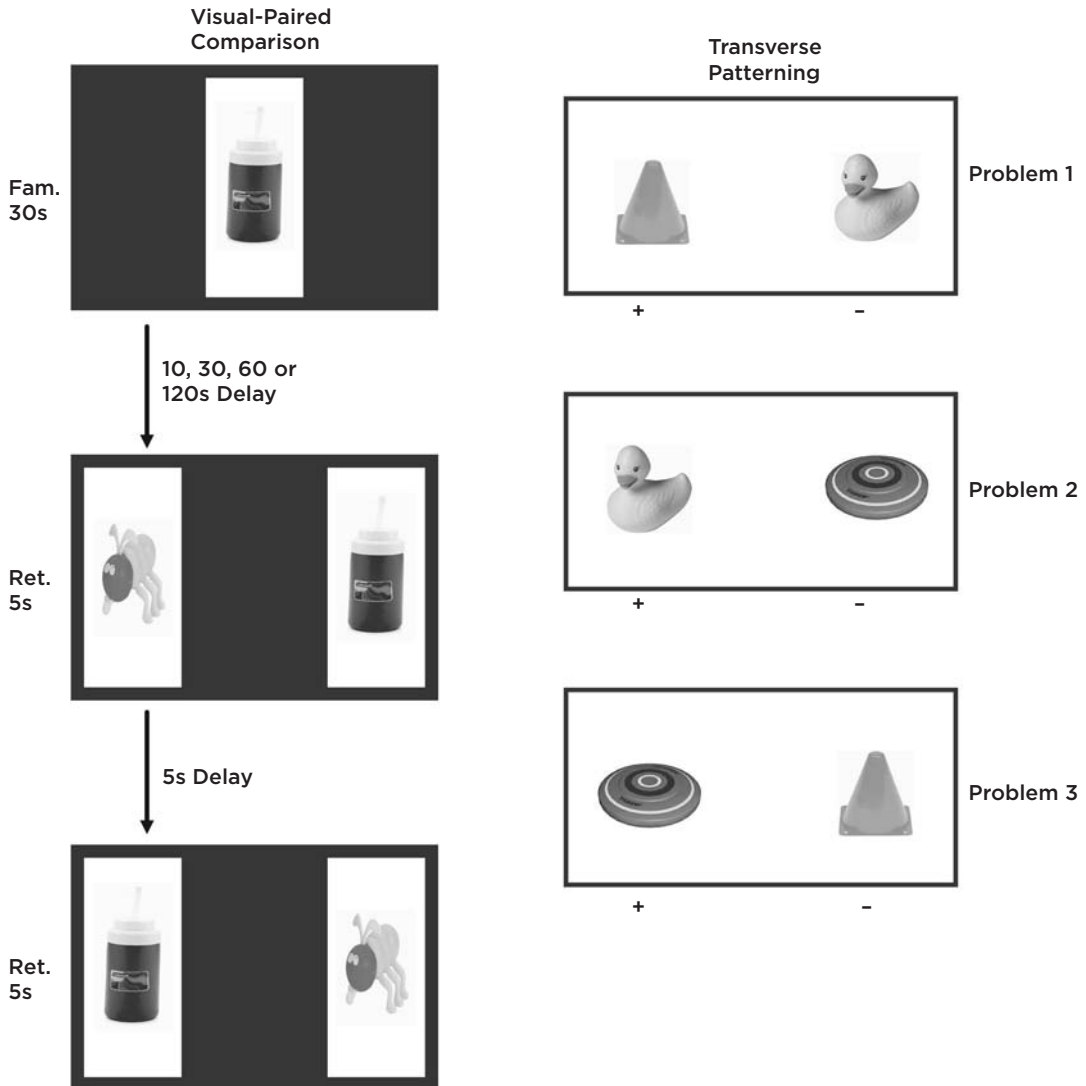 Visual-Paired
Comparison
Fam.
30s
10, 30, 60 or
120s Delay
Ret.
5s
5s Delay
Ret.
5s
Transverse
Patterning
Problem 1
+ –
Problem 2
+ –
Problem 3
+ –